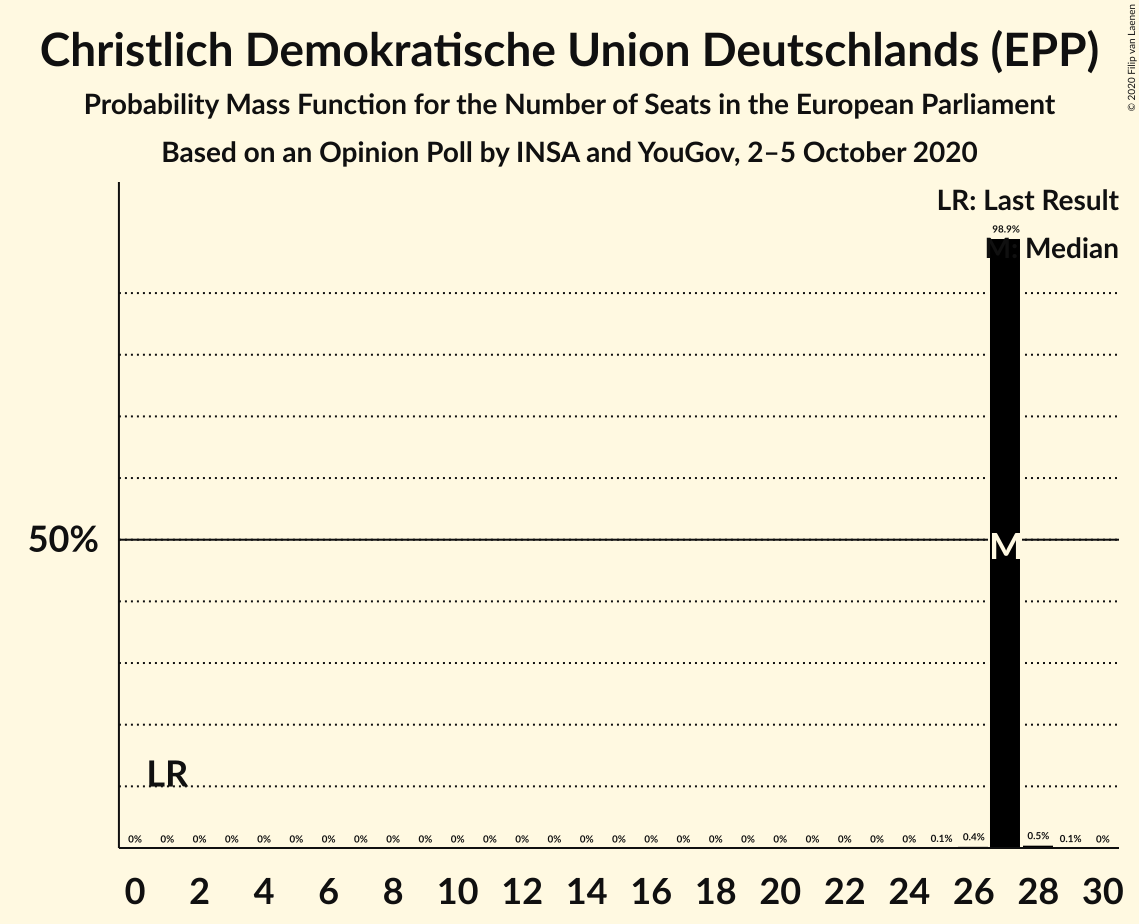 Christlich Demokratische Union Deutschlands (EPP)
Probability Mass Function for the Number of Seats in the European Parliament
Based on an Opinion Poll by INSA and YouGov, 2–5 October 2020
© 2020 Filip van Laenen
LR: Last Result
98.9%
M: Median
50%
M
LR
0% 0% 0% 0% 0% 0% 0% 0% 0% 0% 0% 0% 0% 0% 0% 0% 0% 0% 0% 0% 0% 0% 0% 0% 0% 0.1% 0.4% 0.5% 0.1% 0%
0 2 4 6 8 10 12 14 16 18 20 22 24 26 28 30